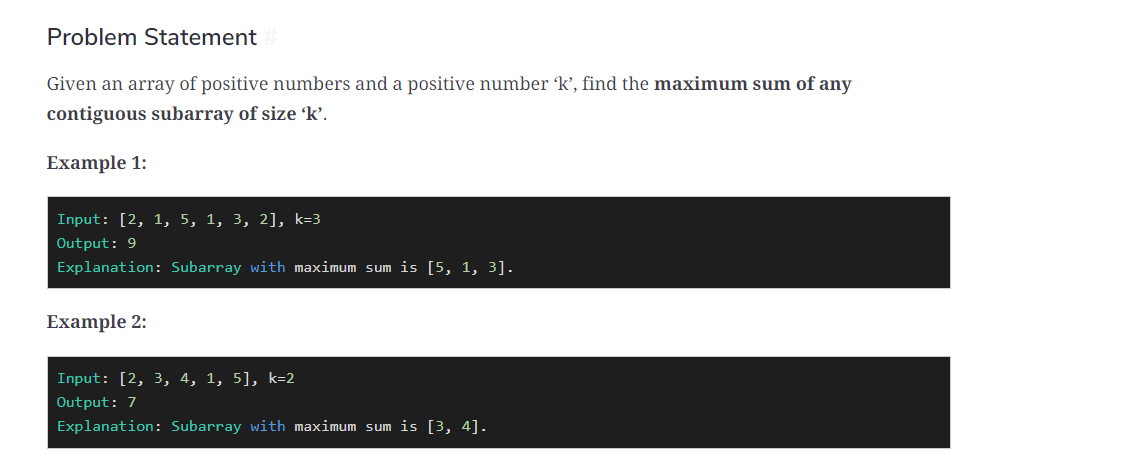 Problem Statement #
Given an array of positive numbers and a positive number ‘k’, find the maximum sum of any
contiguous subarray of size ‘k’.
Example 1:
Input: [2, 1, 5, 1, 3, 2], k=3
Output: 9
Explanation: Subarray with maximum sum is [5, 1, 3].
Example 2:
Input: [2, 3, 4, 1, 5], k=2
Output: 7
Explanation: Subarray with maximum sum is [3, 4].